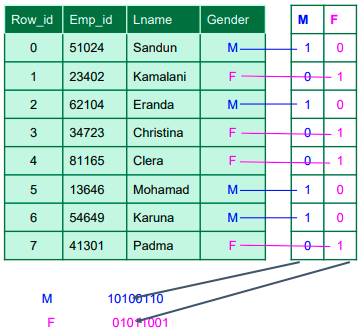 Row_id Emp_id Lname Gender M F
0 51024 Sandun M 1 0
1 23402 Kamalani F 0 1
2 62104 Eranda M 1 0
3 34723 Christina F 0 1
4 81165 Clera F 0 1
5 13646 Mohamad M 1 0
6 54649 Karuna M 1 0
7 41301 Padma F 0 1
M 10100110
F 01011001